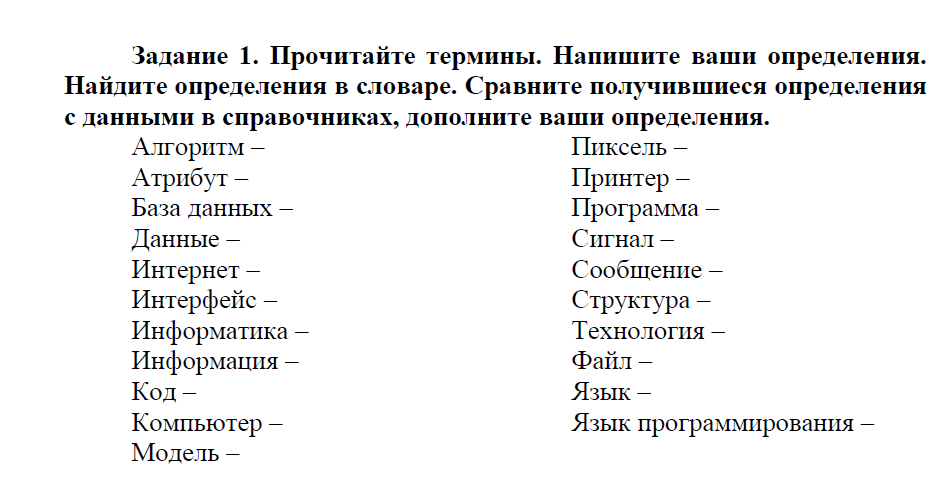 Задание 1. Прочитайте термины. Напишите ваши определения.
Найдите определения в словаре. Сравните получившиеся определения
с данными в справочниках, дополните ваши определения.
Алгоритм –
Атрибут –
База данных –
Данные –
Интернет –
Интерфейс –
Информатика –
Информация –
Код –
Компьютер –
Модель –
Пиксель –
Принтер –
Программа –
Сигнал –
Сообщение –
Структура –
Технология –
Файл –
Язык –
Язык программирования –